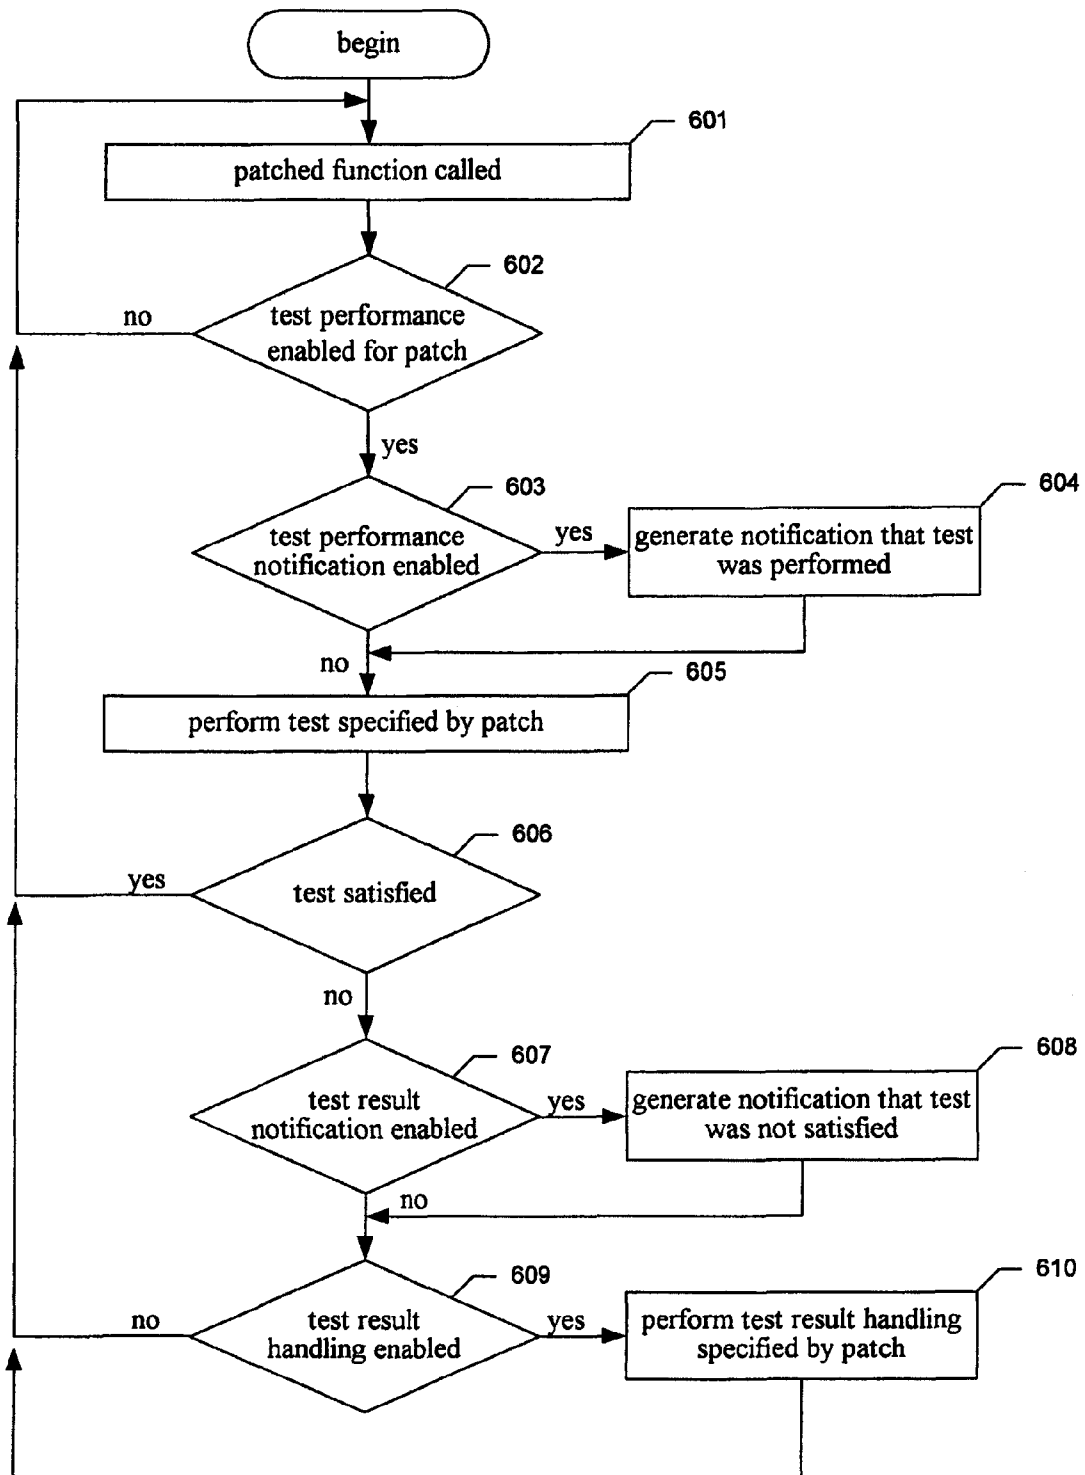 begin
601
patched function called
602
test performance
enabled for patch
no
yes
603
test performance
notification enabled
yes
604
generate notification that test
was performed
no
605
perform test specified by patch
606
test satisfied
yes
no
607
test result
notification enabled
yes
608
generate notification that test
was not satisfied
no
609
test result
handling enabled
no
yes
610
perform test result handling
specified by patch